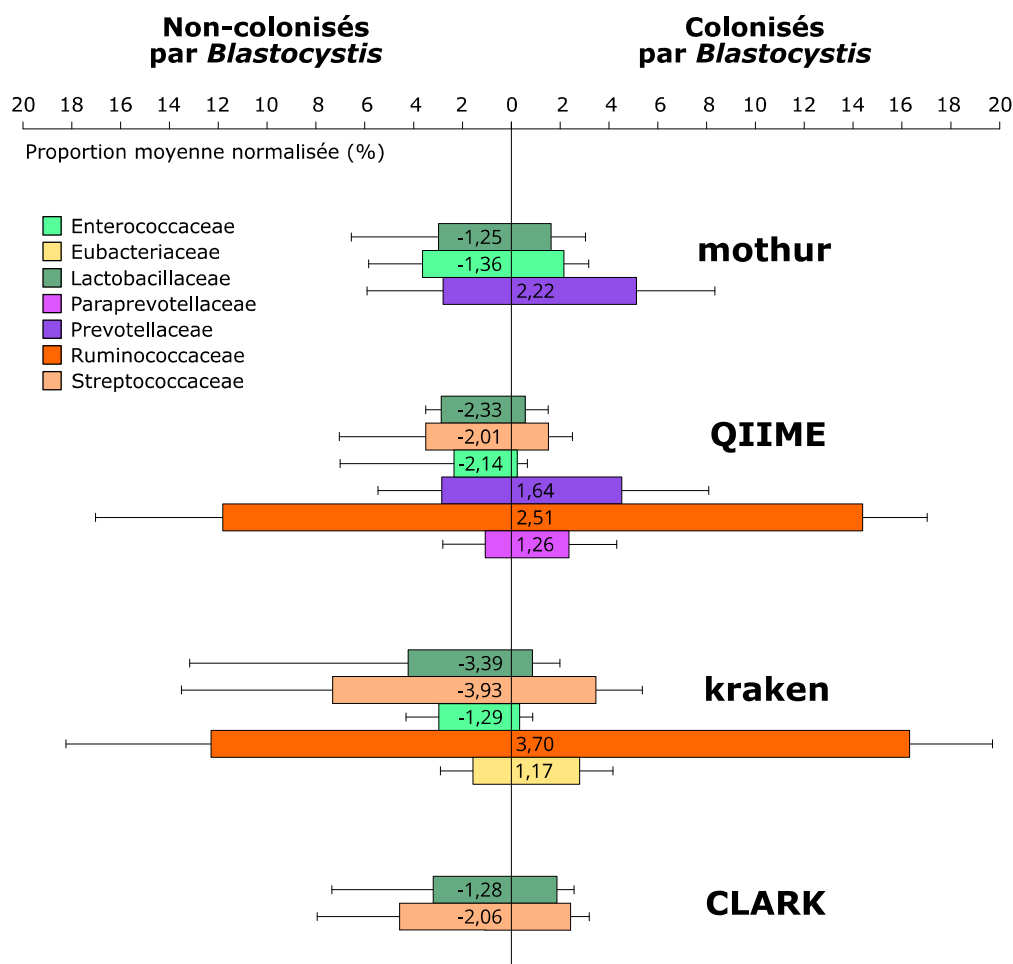 Non-colonisés
par Blastocystis
Colonisés
par Blastocystis
20 18 16 14 12 10 8 6 4 2 0 2 4 6 8 10 12 14 16 17 20
Proportion moyenne normalisée (%)
Enterococcaceae
Eubacteriaceae
Lactobacillaceae
Paraprevotellaceae
Prevotellaceae
Ruminococcaceae
Streptococcaceae
mothur
-1,25
-1,36
2,22
QIIME
-2,33
-2,01
-2,14
1,64
2,51
1,26
kraken
-3,39
-3,93
-1,29
3,70
1,17
CLARK
-1,28
-2,06